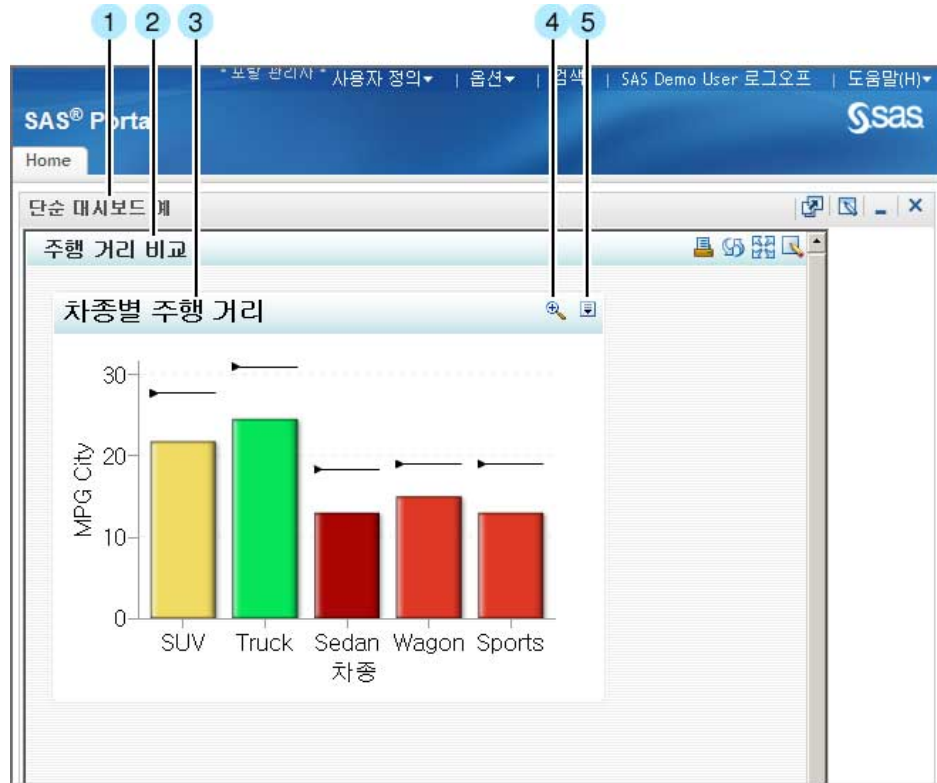 1 2 3 4 5
* 포탈 관리자 * 사용자 정의 | 옵션 | 검색 | SAS Demo User 로그오프 | 도움말(H)
SAS® Porta
sas
Home
단순 대시보드 예
주행 거리 비교
차종별 주행 거리
30
20
10
0
MPG City
SUV Truck Sedan Wagon Sports
차종